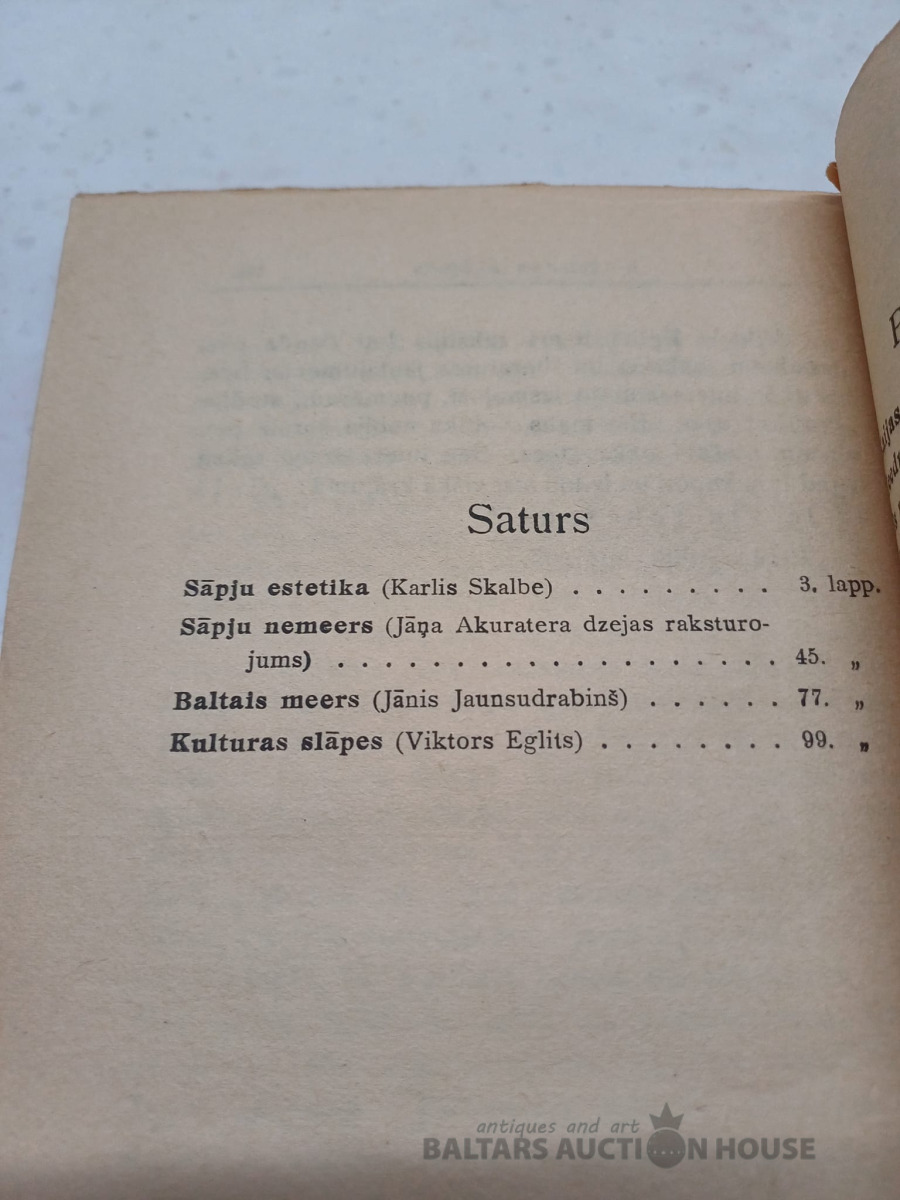 Saturs
Sāpju estetika (Karlis Skalbe) . . . . . . . . . 3. lapp.
Sāpju nemeers (Jāņa Akuratera dzejas raksturo-
jums) . . . . . . . . . . . . . . . . . . . 45. „
Baltais meers (Jānis Jaunsudrabinš) . . . . . . 77. „
Kulturas slāpes (Viktors Eglits) . . . . . . . . 99. „
antiques and art
BALTARS AUCTION HOUSE